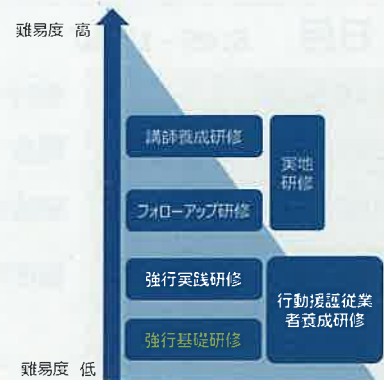 難易度 高
講師養成研修
実地
研修
フォローアップ研修
強行実践研修
行動援護従業
者養成研修
強行基礎研修
難易度 低